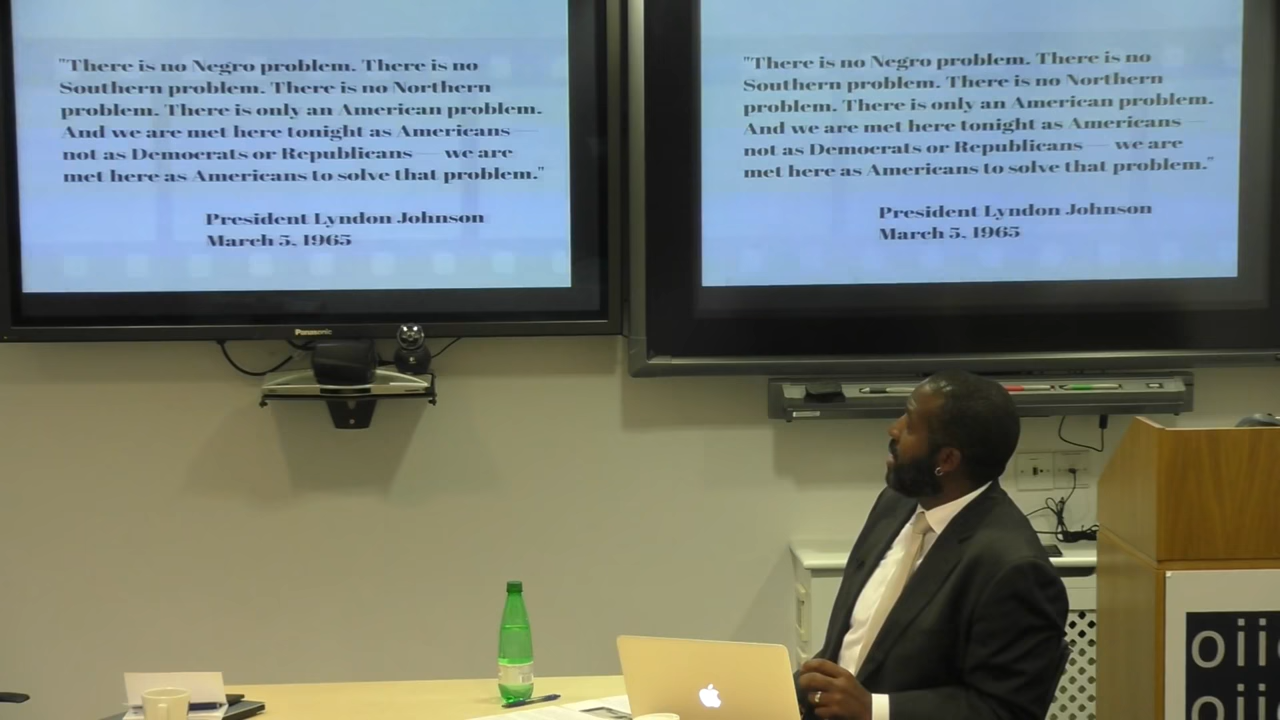 "There is no Negro problem. There is no
Southern problem. There is no Northern
problem. There is only an American problem.
And we are met here tonight as Americans—
not as Democrats or Republicans— we are
met here as Americans to solve that problem."
President Lyndon Johnson
March 5, 1965
Panasonic
"There is no Negro problem. There is no
Southern problem. There is no Northern
problem. There is only an American problem.
And we are met here tonight as Americans—
not as Democrats or Republicans— we are
met here as Americans to solve that problem."
President Lyndon Johnson
March 5, 1965
oii
oii